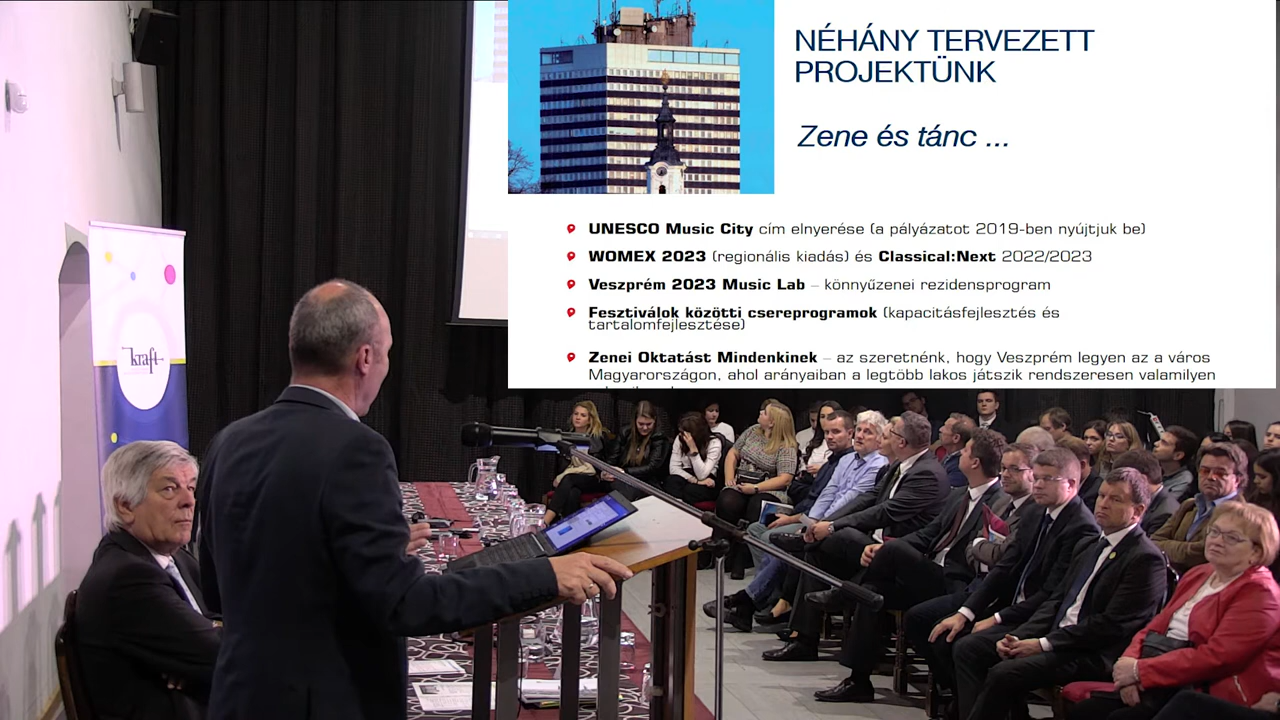 NÉHÁNY TERVEZETT
PROJEKTÜNK
Zene és tánc ...
UNESCO Music City cím elnyerése (a pályázatot 2019-ben nyújtjuk be)
WOMEX 2023 (regionális kiadás) és Classical:Next 2022/2023
Veszprém 2023 Music Lab – könnyűzenei rezidensprogram
Fesztiválok közötti csereprogramok (kapacitásfejlesztés és
tartalomfejlesztése)
Zenei Oktatást Mindenkinek – az szeretnénk, hogy Veszprém legyen az a város
Magyarországon, ahol arányaiban a legtöbb lakos játszik rendszeresen valamilyen
kraft